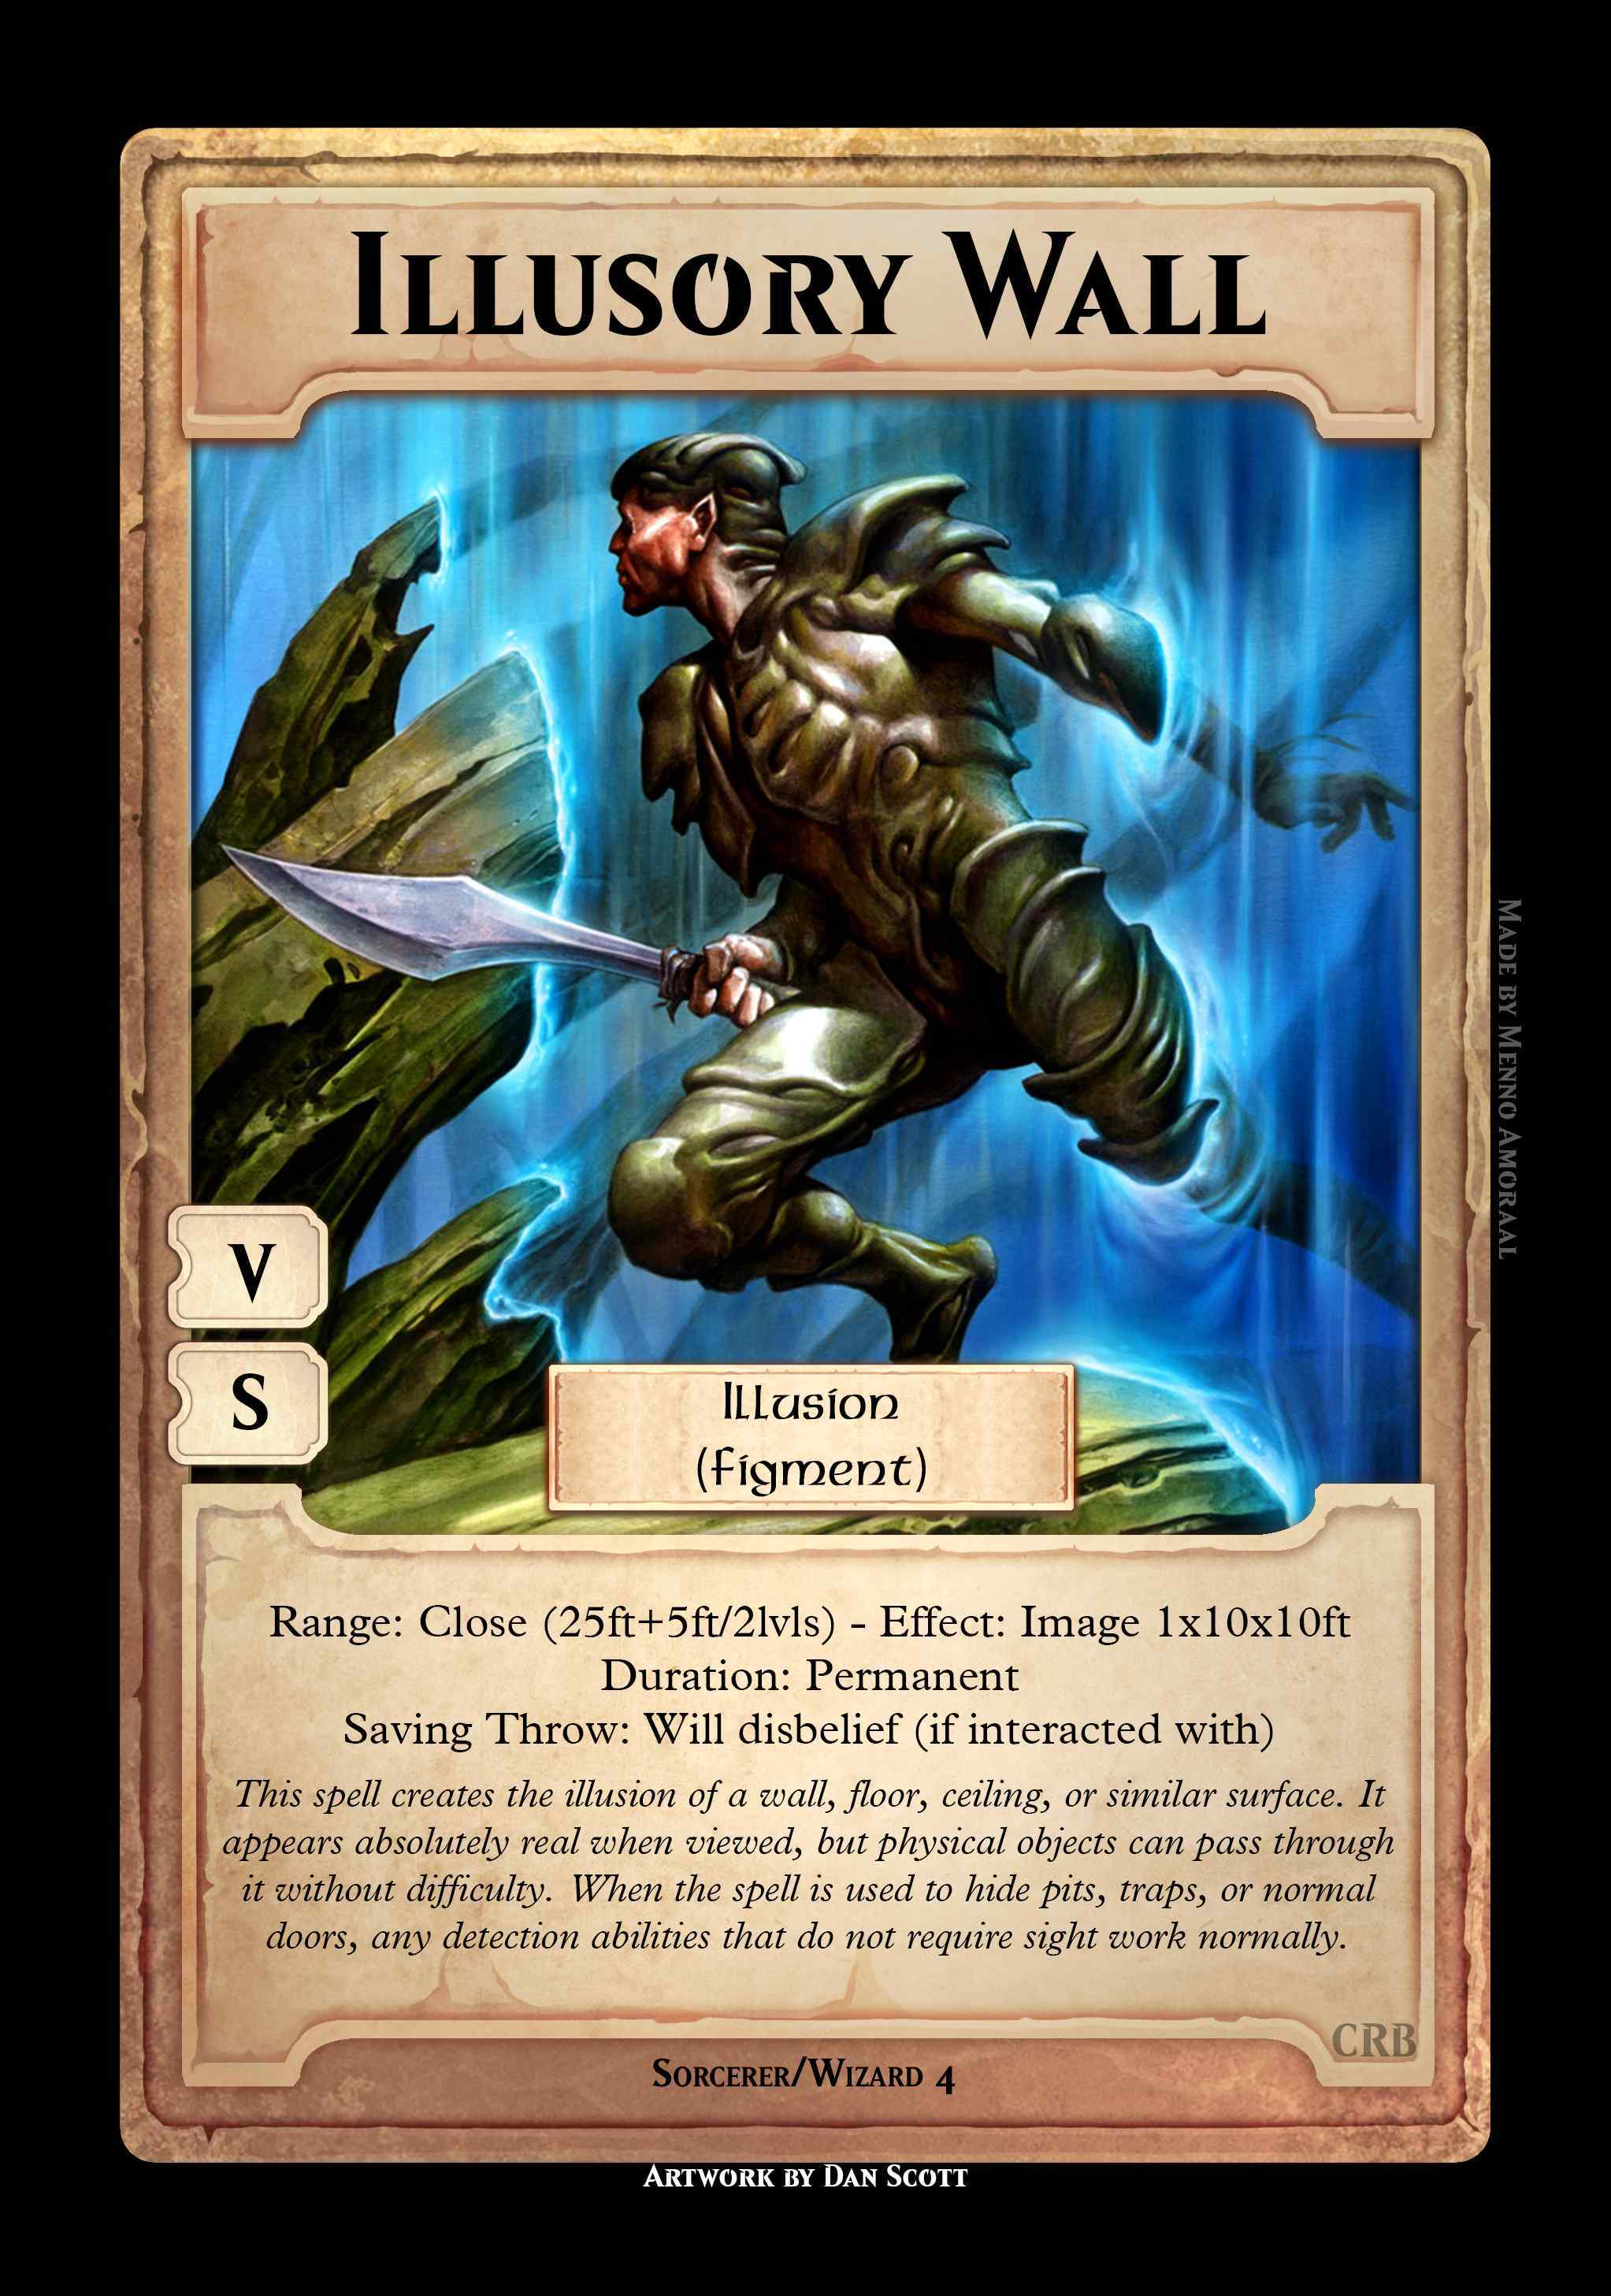 Illusory Wall
V
S
Illusion
(Figment)
Range: Close (25ft+5ft/2lvls) - Effect: Image 1x10x10ft
Duration: Permanent
Saving Throw: Will disbelief (if interacted with)
This spell creates the illusion of a wall, floor, ceiling, or similar surface. It
appears absolutely real when viewed, but physical objects can pass through
it without difficulty. When the spell is used to hide pits, traps, or normal
doors, any detection abilities that do not require sight work normally.
CRB
Sorcerer/Wizard 4
Artwork by Dan Scott
Made by Menno Amoraal